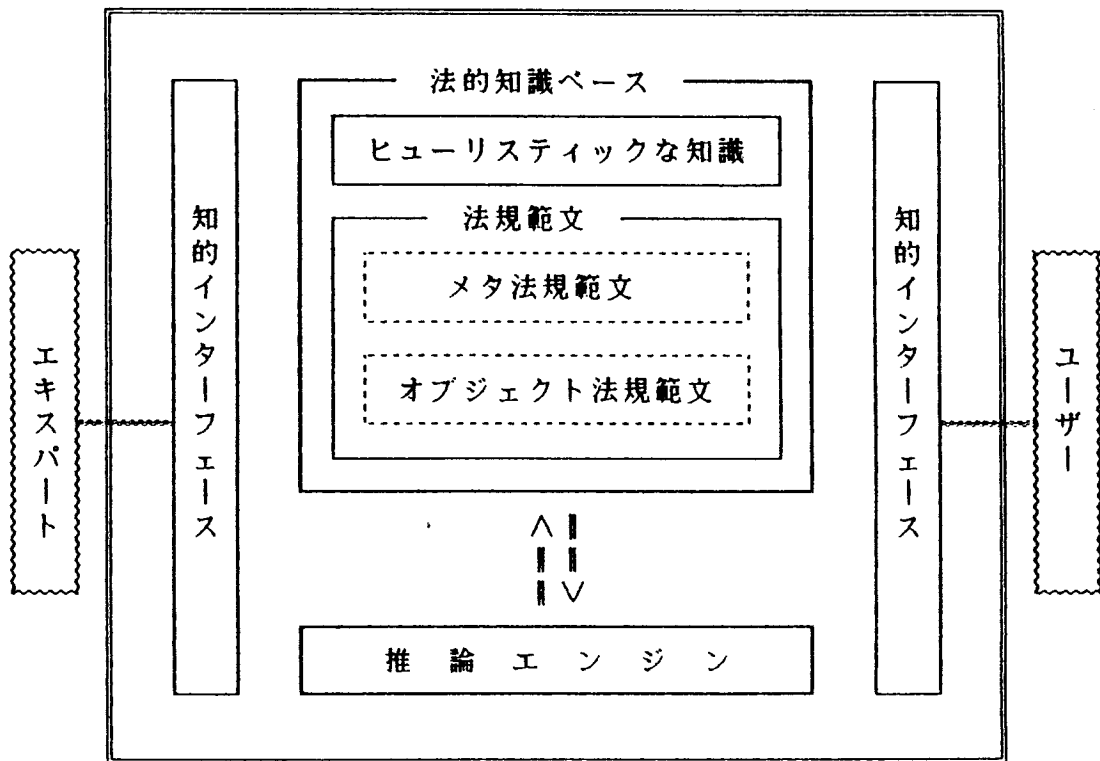 法的知識ベース
ヒューリスティックな知識
法規範文
メタ法規範文
オブジェクト法規範文
推論エンジン
エキスパート
知的インターフェース
知的インターフェース
ユーザー